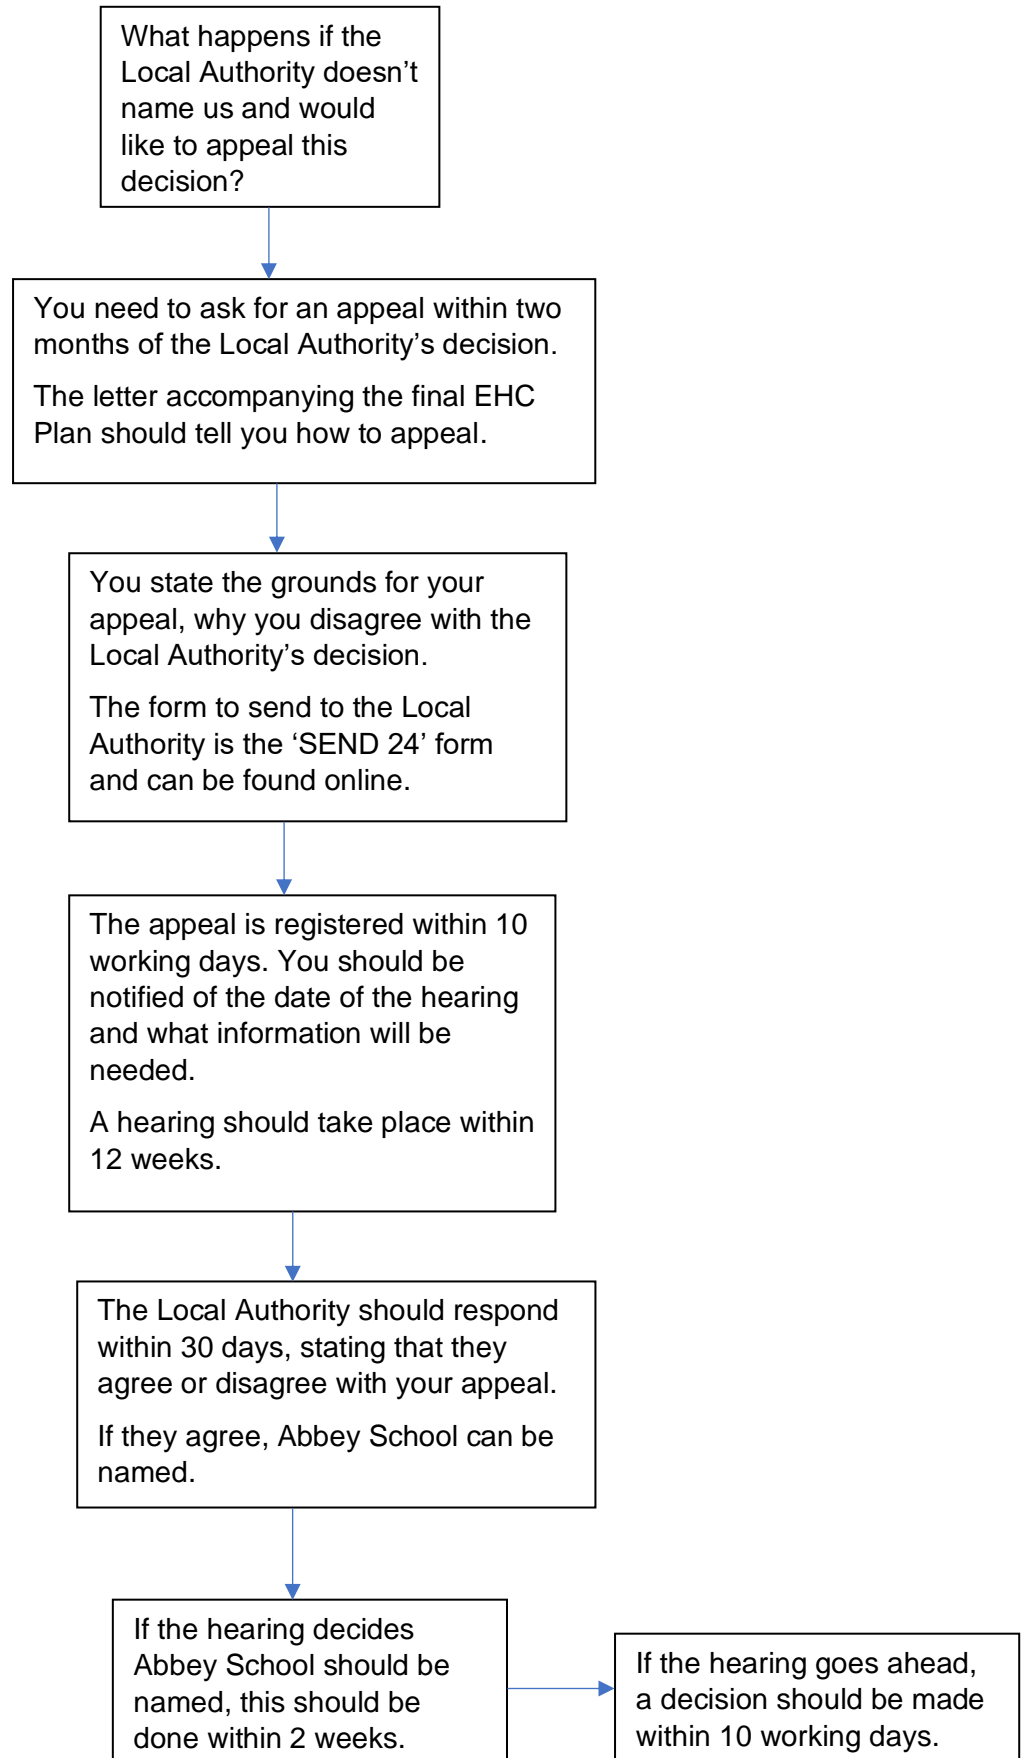 What happens if the
Local Authority doesn’t
name us and would
like to appeal this
decision?
You need to ask for an appeal within two
months of the Local Authority’s decision.
The letter accompanying the final EHC
Plan should tell you how to appeal.
You state the grounds for your
appeal, why you disagree with the
Local Authority’s decision.
The form to send to the Local
Authority is the ‘SEND 24’ form
and can be found online.
The appeal is registered within 10
working days. You should be
notified of the date of the hearing
and what information will be
needed.
A hearing should take place within
12 weeks.
The Local Authority should respond
within 30 days, stating that they
agree or disagree with your appeal.
If they agree, Abbey School can be
named.
If the hearing decides
Abbey School should be
named, this should be
done within 2 weeks.
If the hearing goes ahead,
a decision should be made
within 10 working days.